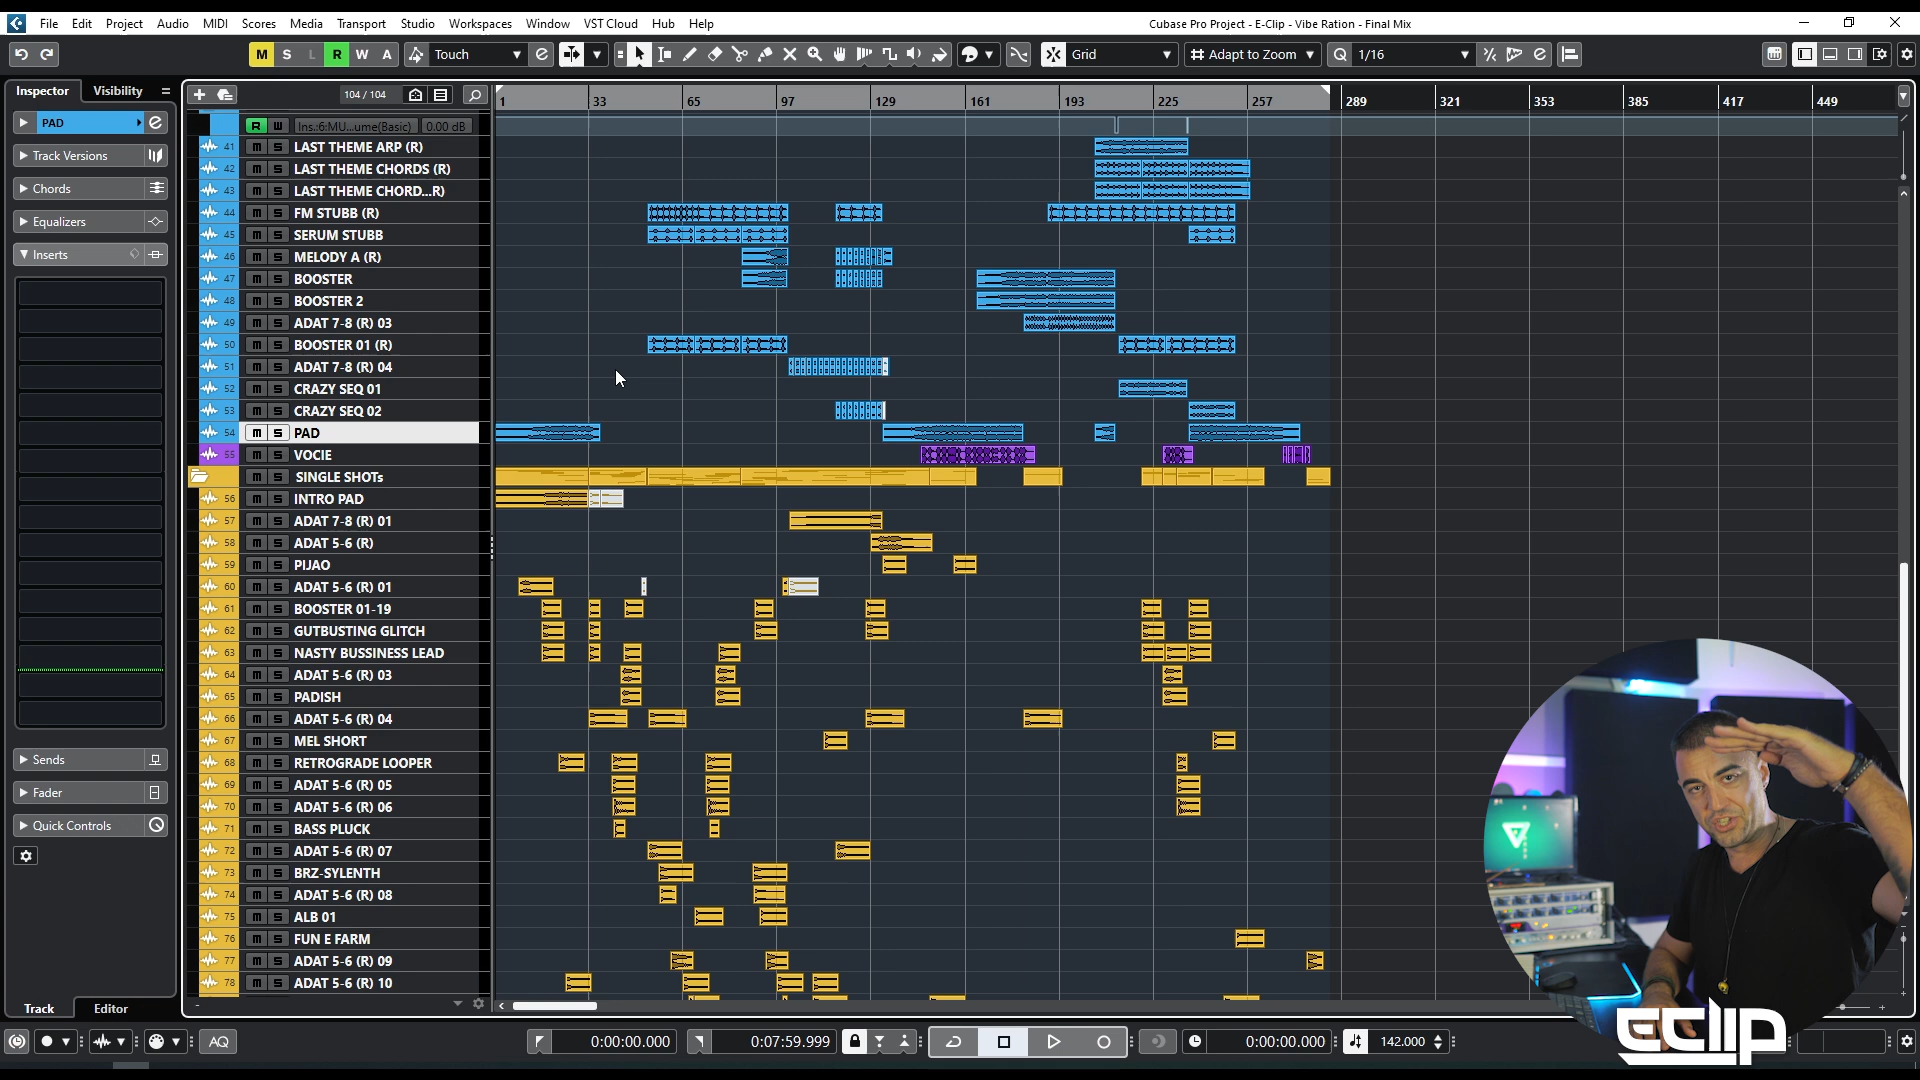 File Edit Project Audio MIDI Scores Media Transport Studio Workspaces Window VST Cloud Hub Help
Cubase Pro Project - E-Clip - Vibe Ration - Final Mix
M S L R W A Touch Grid Adapt to Zoom Q 1/16
Inspector Visibility
104 / 104
1 33 65 97 129 161 193 225 257 289 321 353 385 417 449
PAD
Track Versions
Chords
Equalizers
Inserts
Sends
Fader
Quick Controls
Track Editor
R W Ins.:6:MU...ume(Basic) 0.00 dB
41 m S LAST THEME ARP (R)
42 m S LAST THEME CHORDS (R)
43 m S LAST THEME CHORD...R)
44 m S FM STUBB (R)
45 m S SERUM STUBB
46 m S MELODY A (R)
47 m S BOOSTER
48 m S BOOSTER 2
49 m S ADAT 7-8 (R) 03
50 m S BOOSTER 01 (R)
51 m S ADAT 7-8 (R) 04
52 m S CRAZY SEQ 01
53 m S CRAZY SEQ 02
54 m S PAD
55 m S VOCIE
m S SINGLE SHOTs
56 m S INTRO PAD
57 m S ADAT 7-8 (R) 01
58 m S ADAT 5-6 (R)
59 m S PIJAO
60 m S ADAT 5-6 (R) 01
61 m S BOOSTER 01-19
62 m S GUTBUSTING GLITCH
63 m S NASTY BUSSINESS LEAD
64 m S ADAT 5-6 (R) 03
65 m S PADISH
66 m S ADAT 5-6 (R) 04
67 m S MEL SHORT
68 m S RETROGRADE LOOPER
69 m S ADAT 5-6 (R) 05
70 m S ADAT 5-6 (R) 06
71 m S BASS PLUCK
72 m S ADAT 5-6 (R) 07
73 m S BRZ-SYLENTH
74 m S ADAT 5-6 (R) 08
75 m S ALB 01
76 m S FUN E FARM
77 m S ADAT 5-6 (R) 09
78 m S ADAT 5-6 (R) 10
AQ 0:00:00.000 0:07:59.999 0:00:00.000 142.000
ECLIP